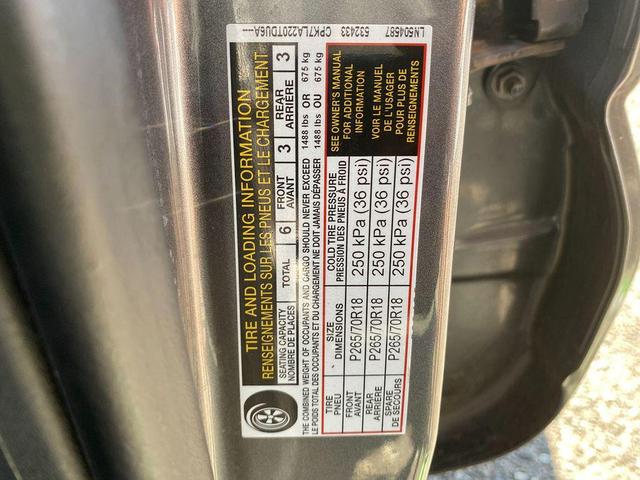 TIRE AND LOADING INFORMATION
RENSEIGNEMENTS SUR LES PNEUS ET LE CHARGEMENT
SEATING CAPACITY
NOMBRE DE PLACES
TOTAL 6
FRONT
AVANT
3
REAR
ARRIÈRE
3
THE COMBINED WEIGHT OF OCCUPANTS AND CARGO SHOULD NEVER EXCEED 1488 lbs OR 675 kg
LE POIDS TOTAL DES OCCUPANTS ET DU CHARGEMENT NE DOIT JAMAIS DÉPASSER 1488 lbs OU 675 kg
TIRE
PNEU
SIZE
DIMENSIONS
COLD TIRE PRESSURE
PRESSION DES PNEUS À FROID
FRONT
AVANT
P265/70R18 250 kPa (36 psi)
REAR
ARRIÈRE
P265/70R18 250 kPa (36 psi)
SPARE
DE SECOURS
P265/70R18 250 kPa (36 psi)
SEE OWNER'S MANUAL
FOR ADDITIONAL
INFORMATION
VOIR LE MANUEL
DE L'USAGER
POUR PLUS DE
RENSEIGNEMENTS
CPK7LA220TDU6A---
532433
LN504687